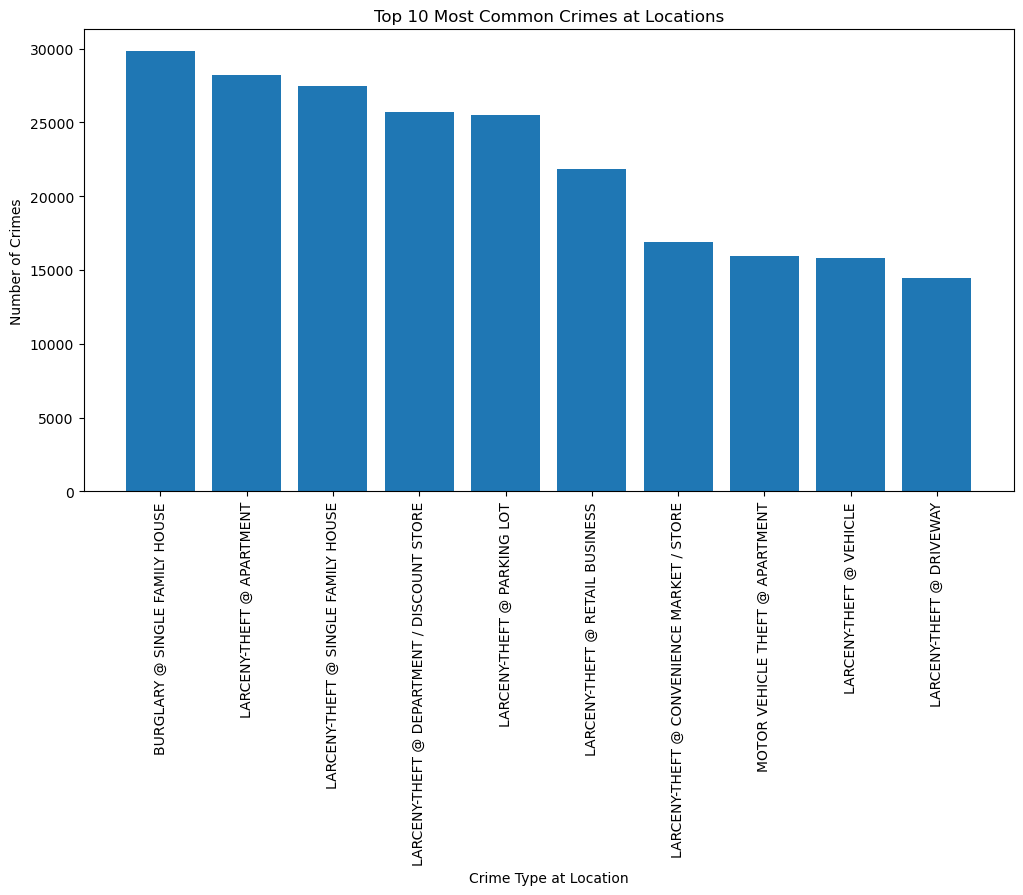 Top 10 Most Common Crimes at Locations
Number of Crimes
30000
25000
20000
15000
10000
5000
0
BURGLARY @ SINGLE FAMILY HOUSE
LARCENY-THEFT @ APARTMENT
LARCENY-THEFT @ SINGLE FAMILY HOUSE
LARCENY-THEFT @ DEPARTMENT / DISCOUNT STORE
LARCENY-THEFT @ PARKING LOT
LARCENY-THEFT @ RETAIL BUSINESS
LARCENY-THEFT @ CONVENIENCE MARKET / STORE
MOTOR VEHICLE THEFT @ APARTMENT
LARCENY-THEFT @ VEHICLE
LARCENY-THEFT @ DRIVEWAY
Crime Type at Location